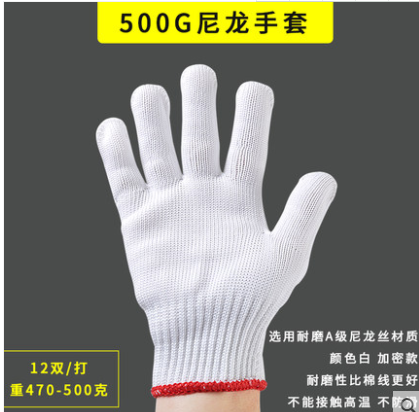 500G尼龙手套
选用耐磨A级尼龙丝材质
颜色白 加密款
耐磨性比棉线更好
不能接触高温 不防
12双/打
重470-500克